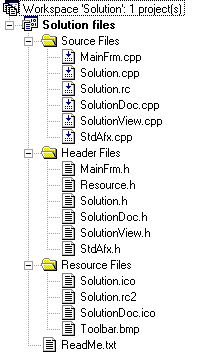 Workspace 'Solution': 1 project(s)
Solution files
Source Files
MainFrm.cpp
Solution.cpp
Solution.rc
SolutionDoc.cpp
SolutionView.cpp
StdAfx.cpp
Header Files
MainFrm.h
Resource.h
Solution.h
SolutionDoc.h
SolutionView.h
StdAfx.h
Resource Files
Solution.ico
Solution.rc2
SolutionDoc.ico
Toolbar.bmp
ReadMe.txt